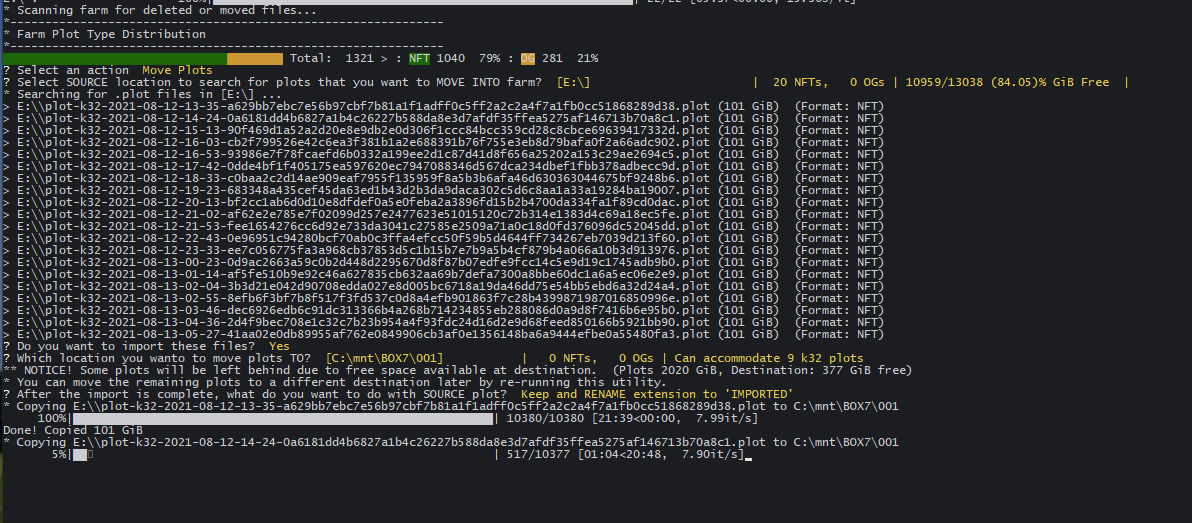 100%| | 22/22 [09:57<00:00, 19.56s/it]
* Scanning farm for deleted or moved files...
*------------------------------------------------------------------
* Farm Plot Type Distribution
*------------------------------------------------------------------
Total: 1321 > : NFT 1040 79% : OG 281 21%
? Select an action Move Plots
? Select SOURCE location to search for plots that you want to MOVE INTO farm? [E:\] | 20 NFTs, 0 OGs | 10959/13038 (84.05)% GiB Free |
* Searching for .plot files in [E:\] ...
> E:\\plot-k32-2021-08-12-13-35-a629bb7ebc7e56b97cbf7b81a1f1adff0c5ff2a2c2a4f7a1fb0cc51868289d38.plot (101 GiB) (Format: NFT)
> E:\\plot-k32-2021-08-12-14-24-0a6181dd4b6827a1b4c26227b588da8e3d7afdf35ffea5275af146713b70a8c1.plot (101 GiB) (Format: NFT)
> E:\\plot-k32-2021-08-12-15-13-90f469d1a52a2d20e8e9db2e0d306f1ccc84bcc359cd28c8cbce69639417332d.plot (101 GiB) (Format: NFT)
> E:\\plot-k32-2021-08-12-16-03-cb2f799526e42c6ea3f381b1a2e688391b76f755e3eb8d79bafa0f2a66adc902.plot (101 GiB) (Format: NFT)
> E:\\plot-k32-2021-08-12-16-53-93986e7f78fcaefd6b0332a199ee2d1c87d41d8f656a25202a153c29ae2694c5.plot (101 GiB) (Format: NFT)
> E:\\plot-k32-2021-08-12-17-42-0dde4bf1f405175ea597620ec7947088346d567dca234dbef1fbb378adbecc9d.plot (101 GiB) (Format: NFT)
> E:\\plot-k32-2021-08-12-18-33-c0baa2c2d14ae909eaf7955f135959f8a5b3b6afa46d630363044675bf9248b6.plot (101 GiB) (Format: NFT)
> E:\\plot-k32-2021-08-12-19-23-683348a435cef45da63ed1b43d2b3da9daca302c5d6c8aa1a33a19284ba19007.plot (101 GiB) (Format: NFT)
> E:\\plot-k32-2021-08-12-20-13-bf2cc1ab6d0d10e8dfdef0a5e0feba2a3896fd15b2b4700da334fa1f89cd0dac.plot (101 GiB) (Format: NFT)
> E:\\plot-k32-2021-08-12-21-02-af62e2e785e7f02099d257e2477623e51015120c72b314e1383d4c69a18ec5fe.plot (101 GiB) (Format: NFT)
> E:\\plot-k32-2021-08-12-21-53-fee1654276cc6d92e733da3041c27585e2509a71a0c18d0fd376096dc52045dd.plot (101 GiB) (Format: NFT)
> E:\\plot-k32-2021-08-12-22-43-0e96951c94280bcf70ab0c3ffa4efcc50f59b5d4644ff734267eb7039d213f60.plot (101 GiB) (Format: NFT)
> E:\\plot-k32-2021-08-12-23-33-ee7c056775fa3a968cb37853d5c1b15b7e7b9a5b4cf879b4a066a10b3d913976.plot (101 GiB) (Format: NFT)
> E:\\plot-k32-2021-08-13-00-23-0d9ac2663a59c0b2d448d2295670d8f87b07edfe9fcc14c5e9d19c1745adb9b0.plot (101 GiB) (Format: NFT)
> E:\\plot-k32-2021-08-13-01-14-af5fe510b9e92c46a627835cb632aa69b7defa7300a8bbe60dc1a6a5ec06e2e9.plot (101 GiB) (Format: NFT)
> E:\\plot-k32-2021-08-13-02-04-3b3d21e042d90708edda027e8d005bc6718a19da46dd75e54bb5ebd6a32d24a4.plot (101 GiB) (Format: NFT)
> E:\\plot-k32-2021-08-13-02-55-8efb6f3bf7b8f517f3fd537c0d8a4efb901863f7c28b4399871987016850996e.plot (101 GiB) (Format: NFT)
> E:\\plot-k32-2021-08-13-03-46-dec6926edb6c91dc313366b4a268b714234855eb288086d0a9d8f7416b6e95b0.plot (101 GiB) (Format: NFT)
> E:\\plot-k32-2021-08-13-04-36-2d4f9bec708e1c32c7b23b954a4f93fdc24d16d2e9d68feed850166b5921bb90.plot (101 GiB) (Format: NFT)
> E:\\plot-k32-2021-08-13-05-27-41aa02e0db89955af762e0849906cb3af0e1356148ba6a9444efbe0a55480fa3.plot (101 GiB) (Format: NFT)
? Do you want to import these files? Yes
? Which location you wanto to move plots TO? [C:\mnt\BOX7\001] | 0 NFTs, 0 OGs | Can accommodate 9 k32 plots
** NOTICE! Some plots will be left behind due to free space available at destination. (Plots 2020 GiB, Destination: 377 GiB free)
* You can move the remaining plots to a different destination later by re-running this utility.
? After the import is complete, what do you want to do with SOURCE plot? Keep and RENAME extension to 'IMPORTED'
* Copying E:\\plot-k32-2021-08-12-13-35-a629bb7ebc7e56b97cbf7b81a1f1adff0c5ff2a2c2a4f7a1fb0cc51868289d38.plot to C:\mnt\BOX7\001
100%| | 10380/10380 [21:39<00:00, 7.99it/s]
Done! Copied 101 GiB
* Copying E:\\plot-k32-2021-08-12-14-24-0a6181dd4b6827a1b4c26227b588da8e3d7afdf35ffea5275af146713b70a8c1.plot to C:\mnt\BOX7\001
5%| | 517/10377 [01:04<20:48, 7.90it/s]